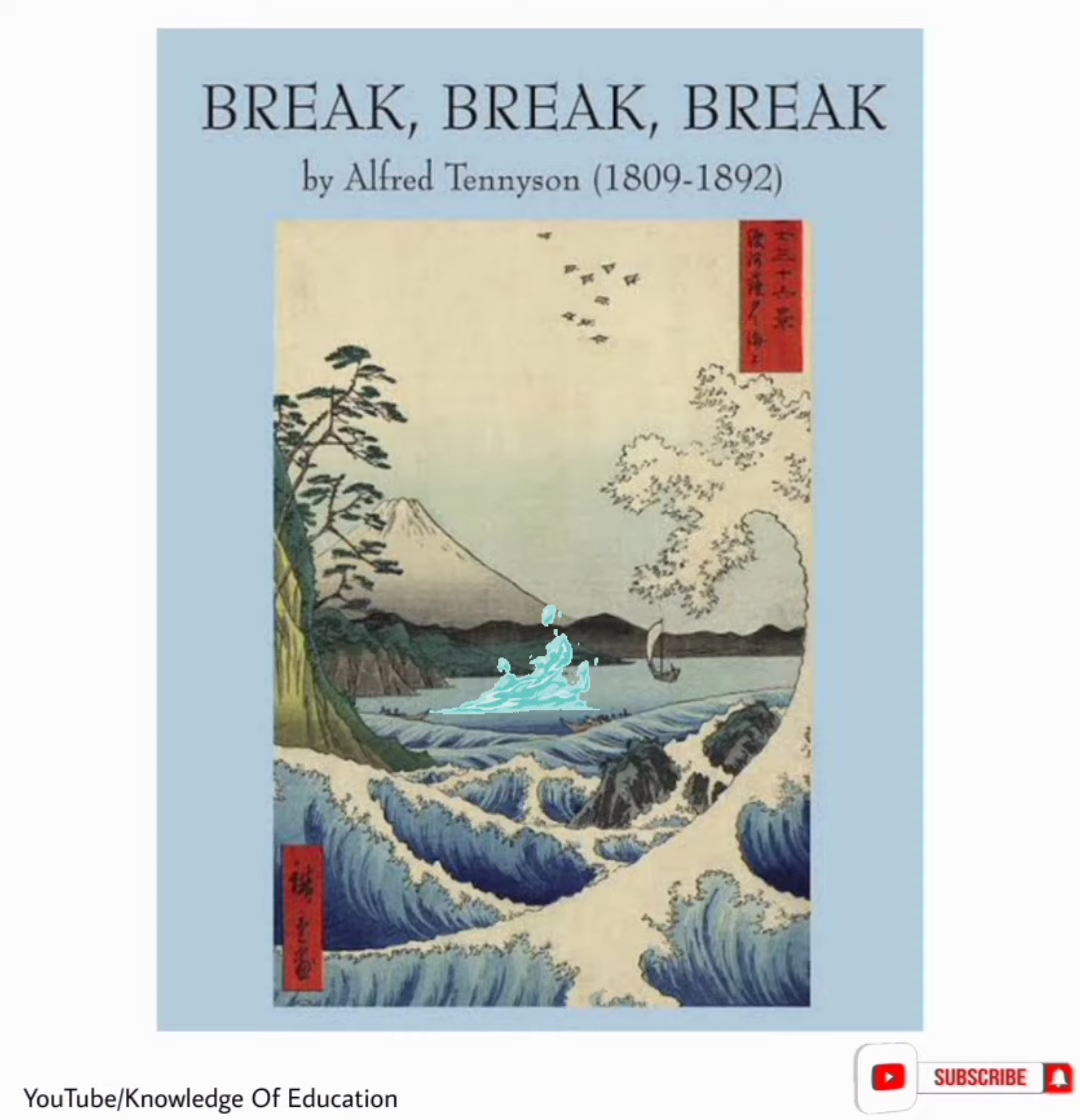 BREAK, BREAK, BREAK
by Alfred Tennyson (1809-1892)
YouTube/Knowledge Of Education
SUBSCRIBE